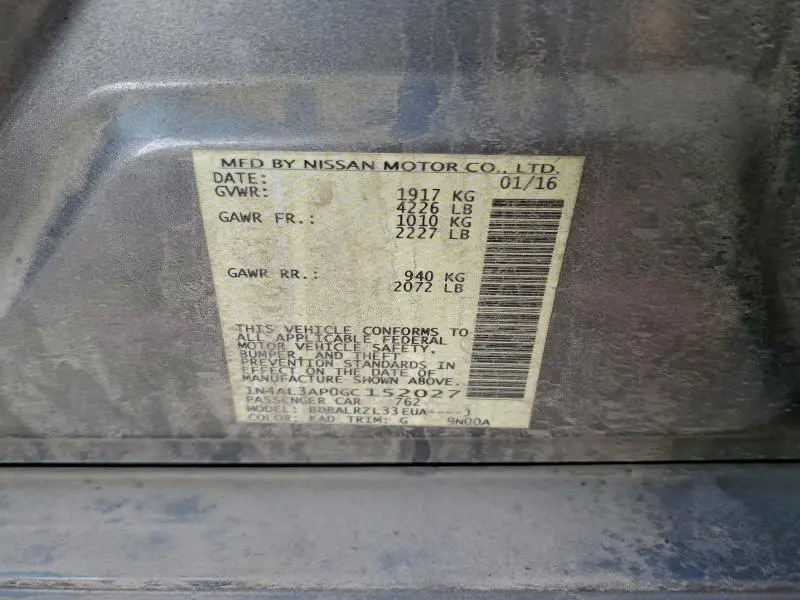 MFD BY NISSAN MOTOR CO., LTD.
DATE: 01/16
GVWR: 1917 KG
4226 LB
GAWR FR.: 1010 KG
2227 LB
GAWR RR.: 940 KG
2072 LB
THIS VEHICLE CONFORMS TO
ALL APPLICABLE FEDERAL
MOTOR VEHICLE SAFETY,
BUMPER, AND THEFT
PREVENTION STANDARDS IN
EFFECT ON THE DATE OF
MANUFACTURE SHOWN ABOVE.
1N4AL3AP0GC152027
PASSENGER CAR 762
MODEL: BDBALRZL33EUA----J
COLOR: KAD TRIM: G 9N00A